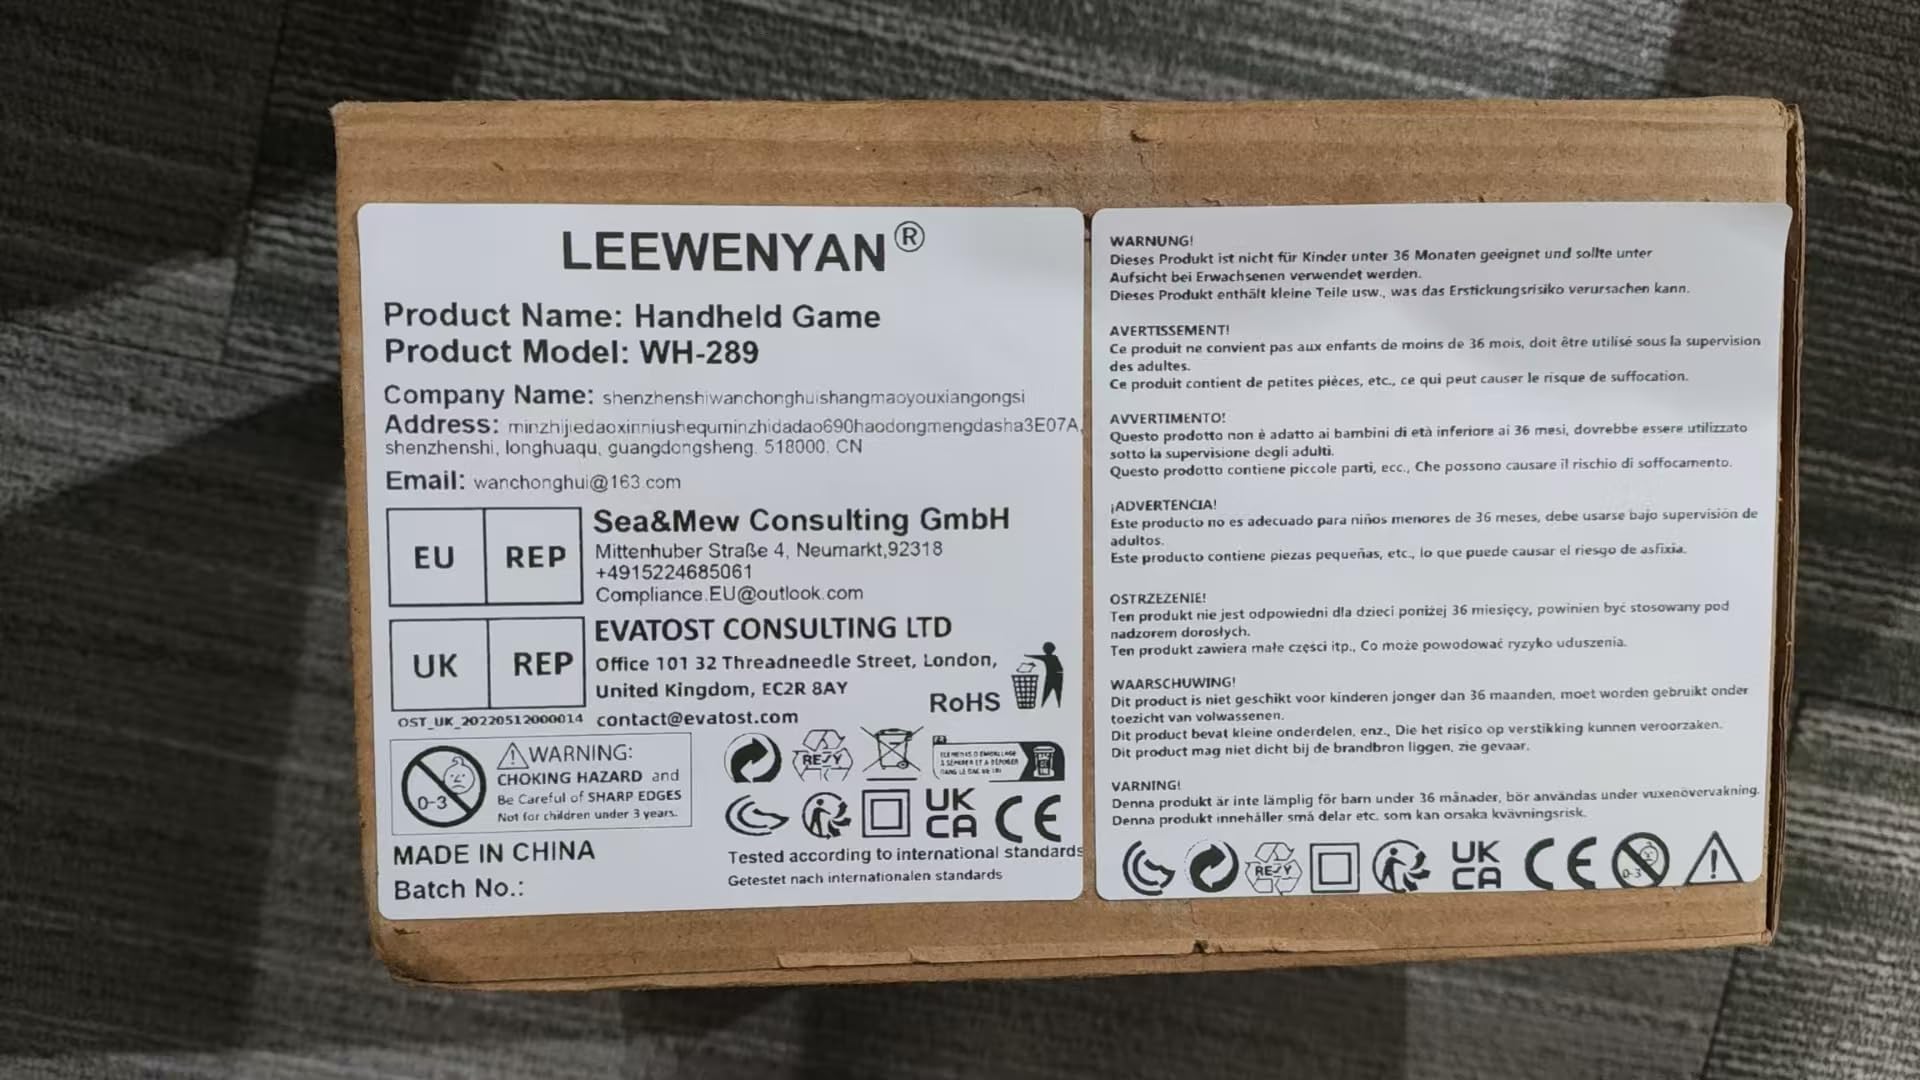 LEEWENYAN®
Product Name: Handheld Game
Product Model: WH-289
Company Name: shenzhenshiwanchonghuishangmaoyouxiangongsi
Address: minzhijiedaoxinniushequminzhidadao690haodongmengdasha3E07A,
shenzhenshi, longhuaqu, guangdongsheng, 518000, CN
Email: wanchonghui@163.com
EU REP
Sea&Mew Consulting GmbH
Mittenhuber Straße 4, Neumarkt,92318
+4915224685061
Compliance.EU@outlook.com
UK REP
OST_UK_20220512000014
EVATOST CONSULTING LTD
Office 101 32 Threadneedle Street, London,
United Kingdom, EC2R 8AY
contact@evatost.com
RoHS
0-3
WARNING:
CHOKING HAZARD and
Be Careful of SHARP EDGES
Not for children under 3 years.
RESY
FR
UK
CA
CE
MADE IN CHINA
Batch No.:
Tested according to international standards
Getestet nach internationalen standards
WARNUNG!
Dieses Produkt ist nicht für Kinder unter 36 Monaten geeignet und sollte unter
Aufsicht bei Erwachsenen verwendet werden.
Dieses Produkt enthält kleine Teile usw., was das Erstickungsrisiko verursachen kann.
AVERTISSEMENT!
Ce produit ne convient pas aux enfants de moins de 36 mois, doit être utilisé sous la supervision
des adultes.
Ce produit contient de petites pièces, etc., ce qui peut causer le risque de suffocation.
AVVERTIMENTO!
Questo prodotto non è adatto ai bambini di età inferiore ai 36 mesi, dovrebbe essere utilizzato
sotto la supervisione degli adulti.
Questo prodotto contiene piccole parti, ecc., Che possono causare il rischio di soffocamento.
¡ADVERTENCIA!
Este producto no es adecuado para niños menores de 36 meses, debe usarse bajo supervisión de
adultos.
Este producto contiene piezas pequeñas, etc., lo que puede causar el riesgo de asfixia.
OSTRZEZENIE!
Ten produkt nie jest odpowiedni dla dzieci poniżej 36 miesięcy, powinien być stosowany pod
nadzorem dorosłych.
Ten produkt zawiera małe części itp., Co może powodować ryzyko uduszenia.
WAARSCHUWING!
Dit product is niet geschikt voor kinderen jonger dan 36 maanden, moet worden gebruikt onder
toezicht van volwassenen.
Dit product bevat kleine onderdelen, enz., Die het risico op verstikking kunnen veroorzaken.
Dit product mag niet dicht bij de brandbron liggen, zie gevaar.
VARNING!
Denna produkt är inte lämplig för barn under 36 månader, bör användas under vuxenövervakning.
Denna produkt innehåller små delar etc. som kan orsaka kvävningsrisk.
RESY
UK
CA
CE
0-3